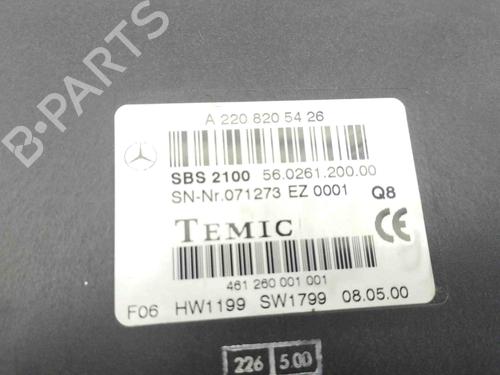 A 220 820 54 26
SBS 2100 56.0261.200.00
SN-Nr.071273 EZ 0001 Q8
TEMIC
CE
461 260 001 001
F06 HW1199 SW1799 08.05.00
226 5.00
B-PARTS